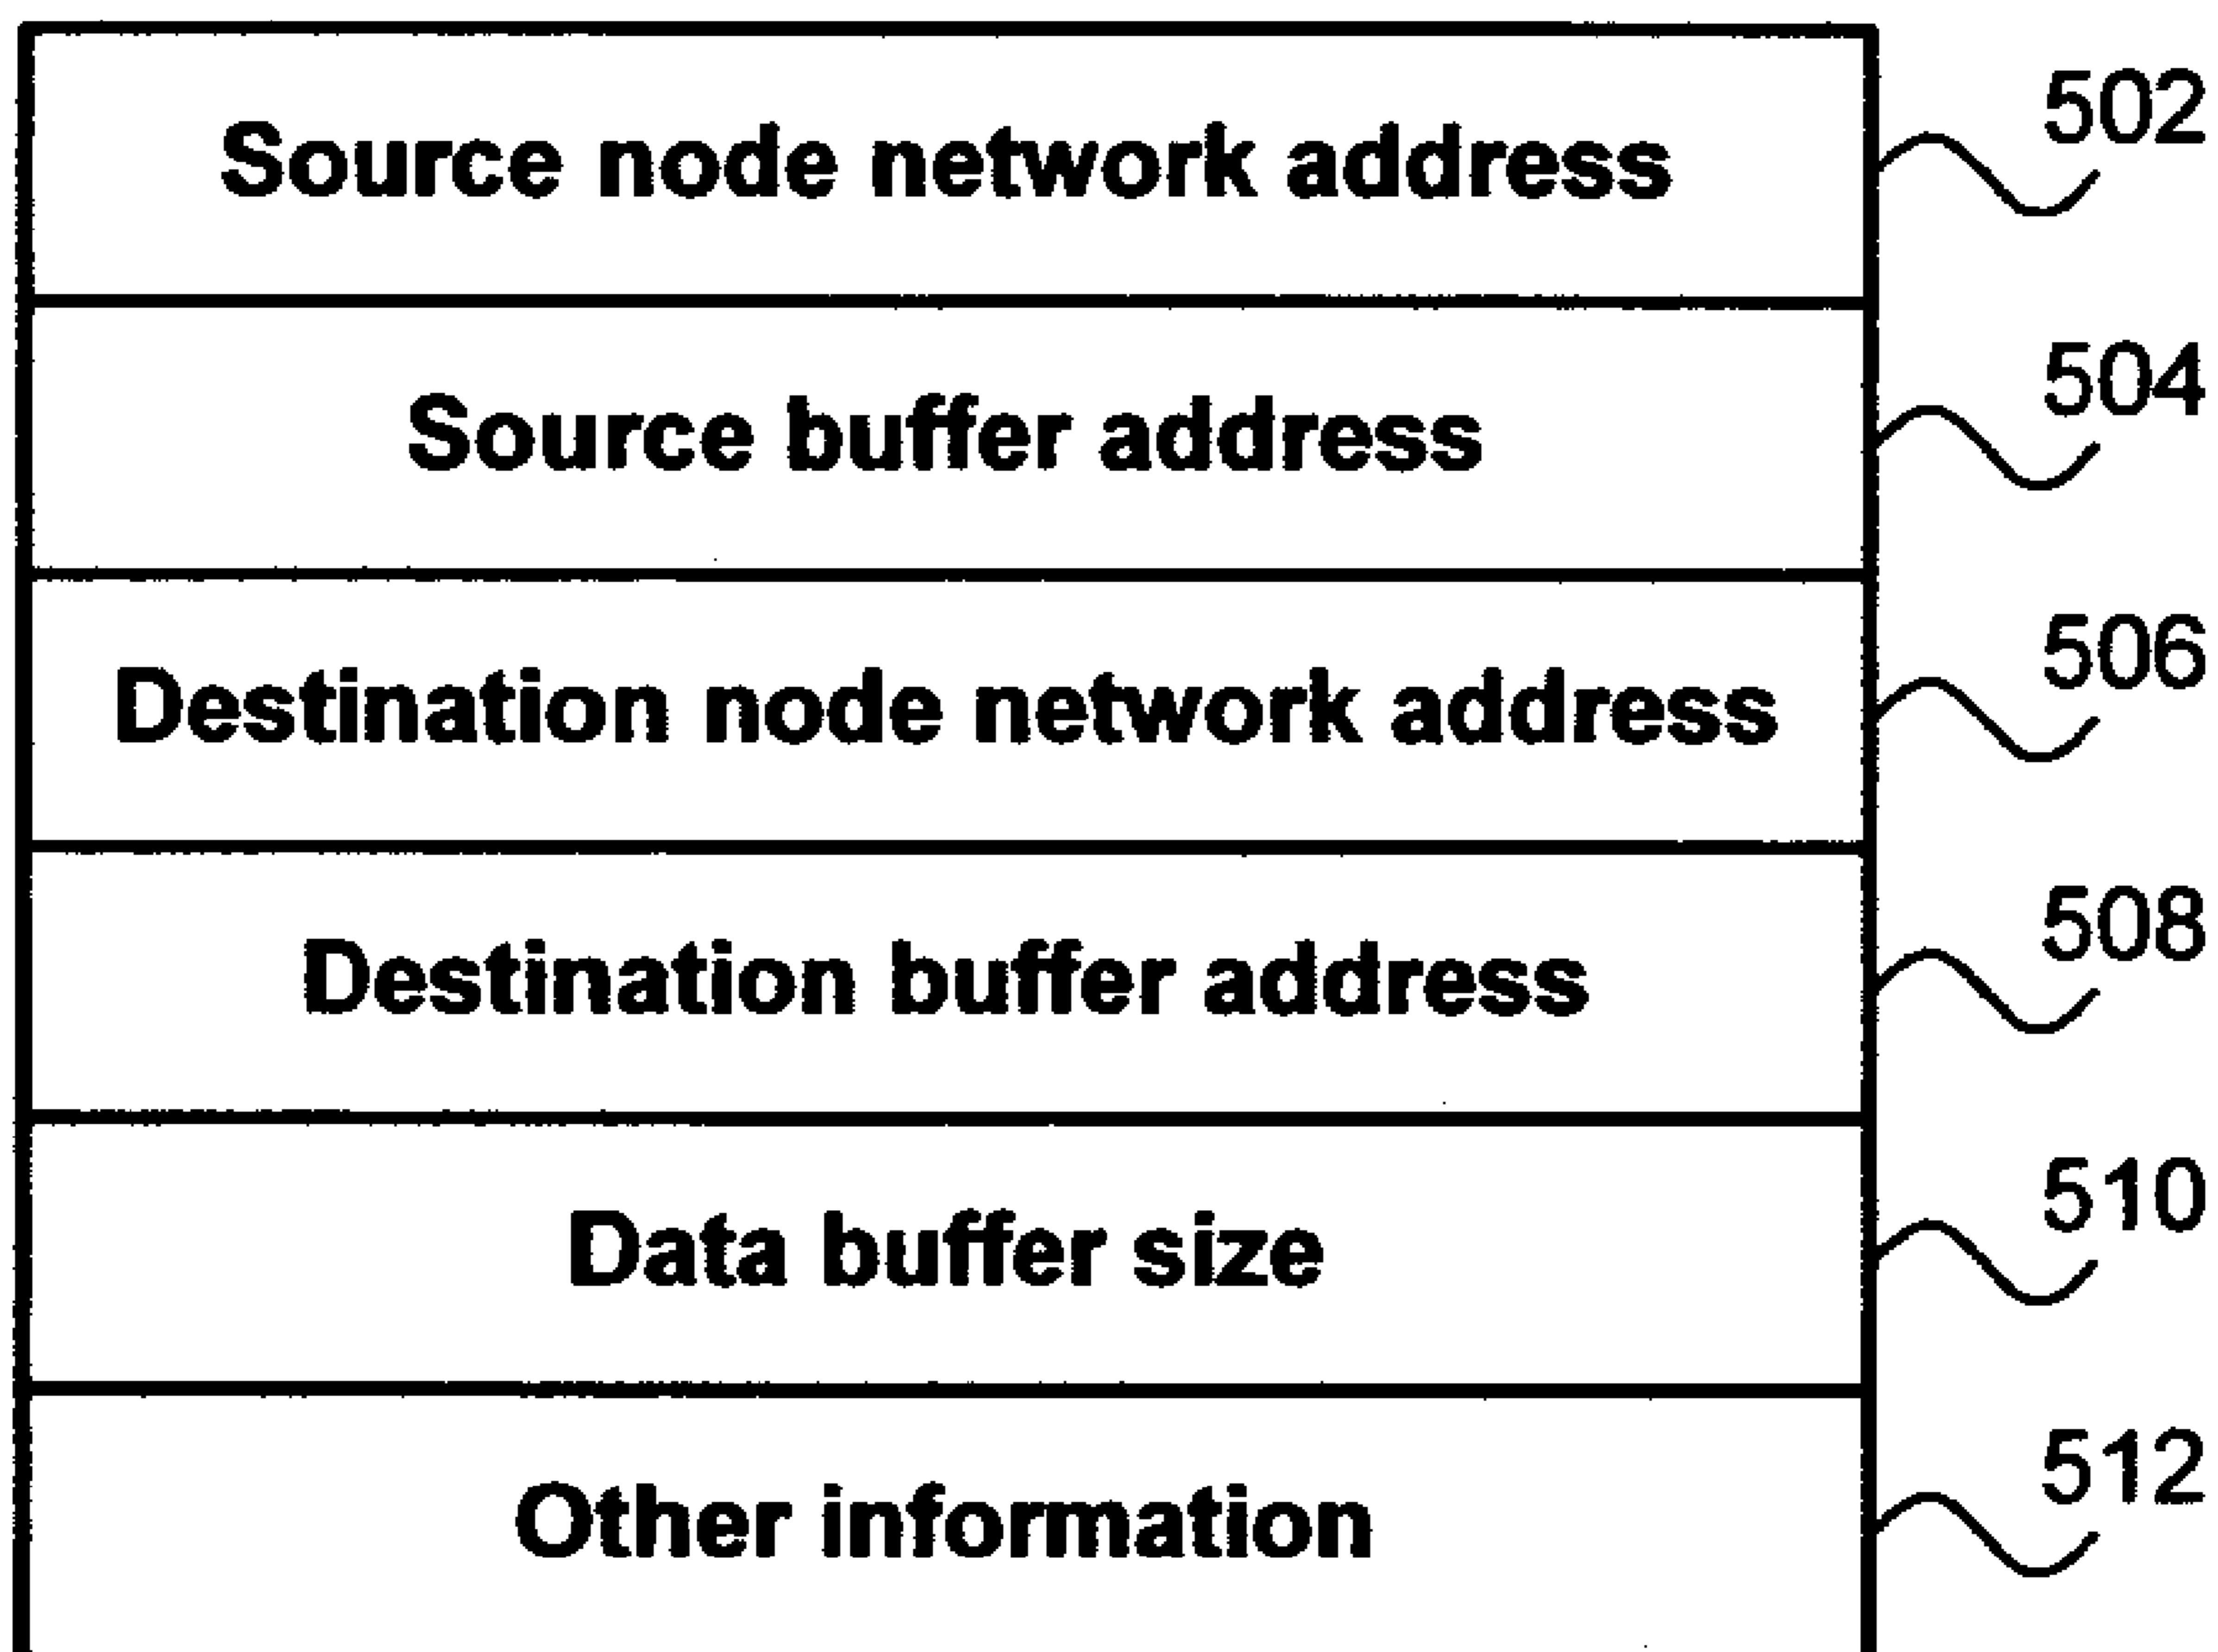 Source node network address
502
Source buffer address
504
Destination node network address
506
Destination buffer address
508
Data buffer size
510
Other information
512